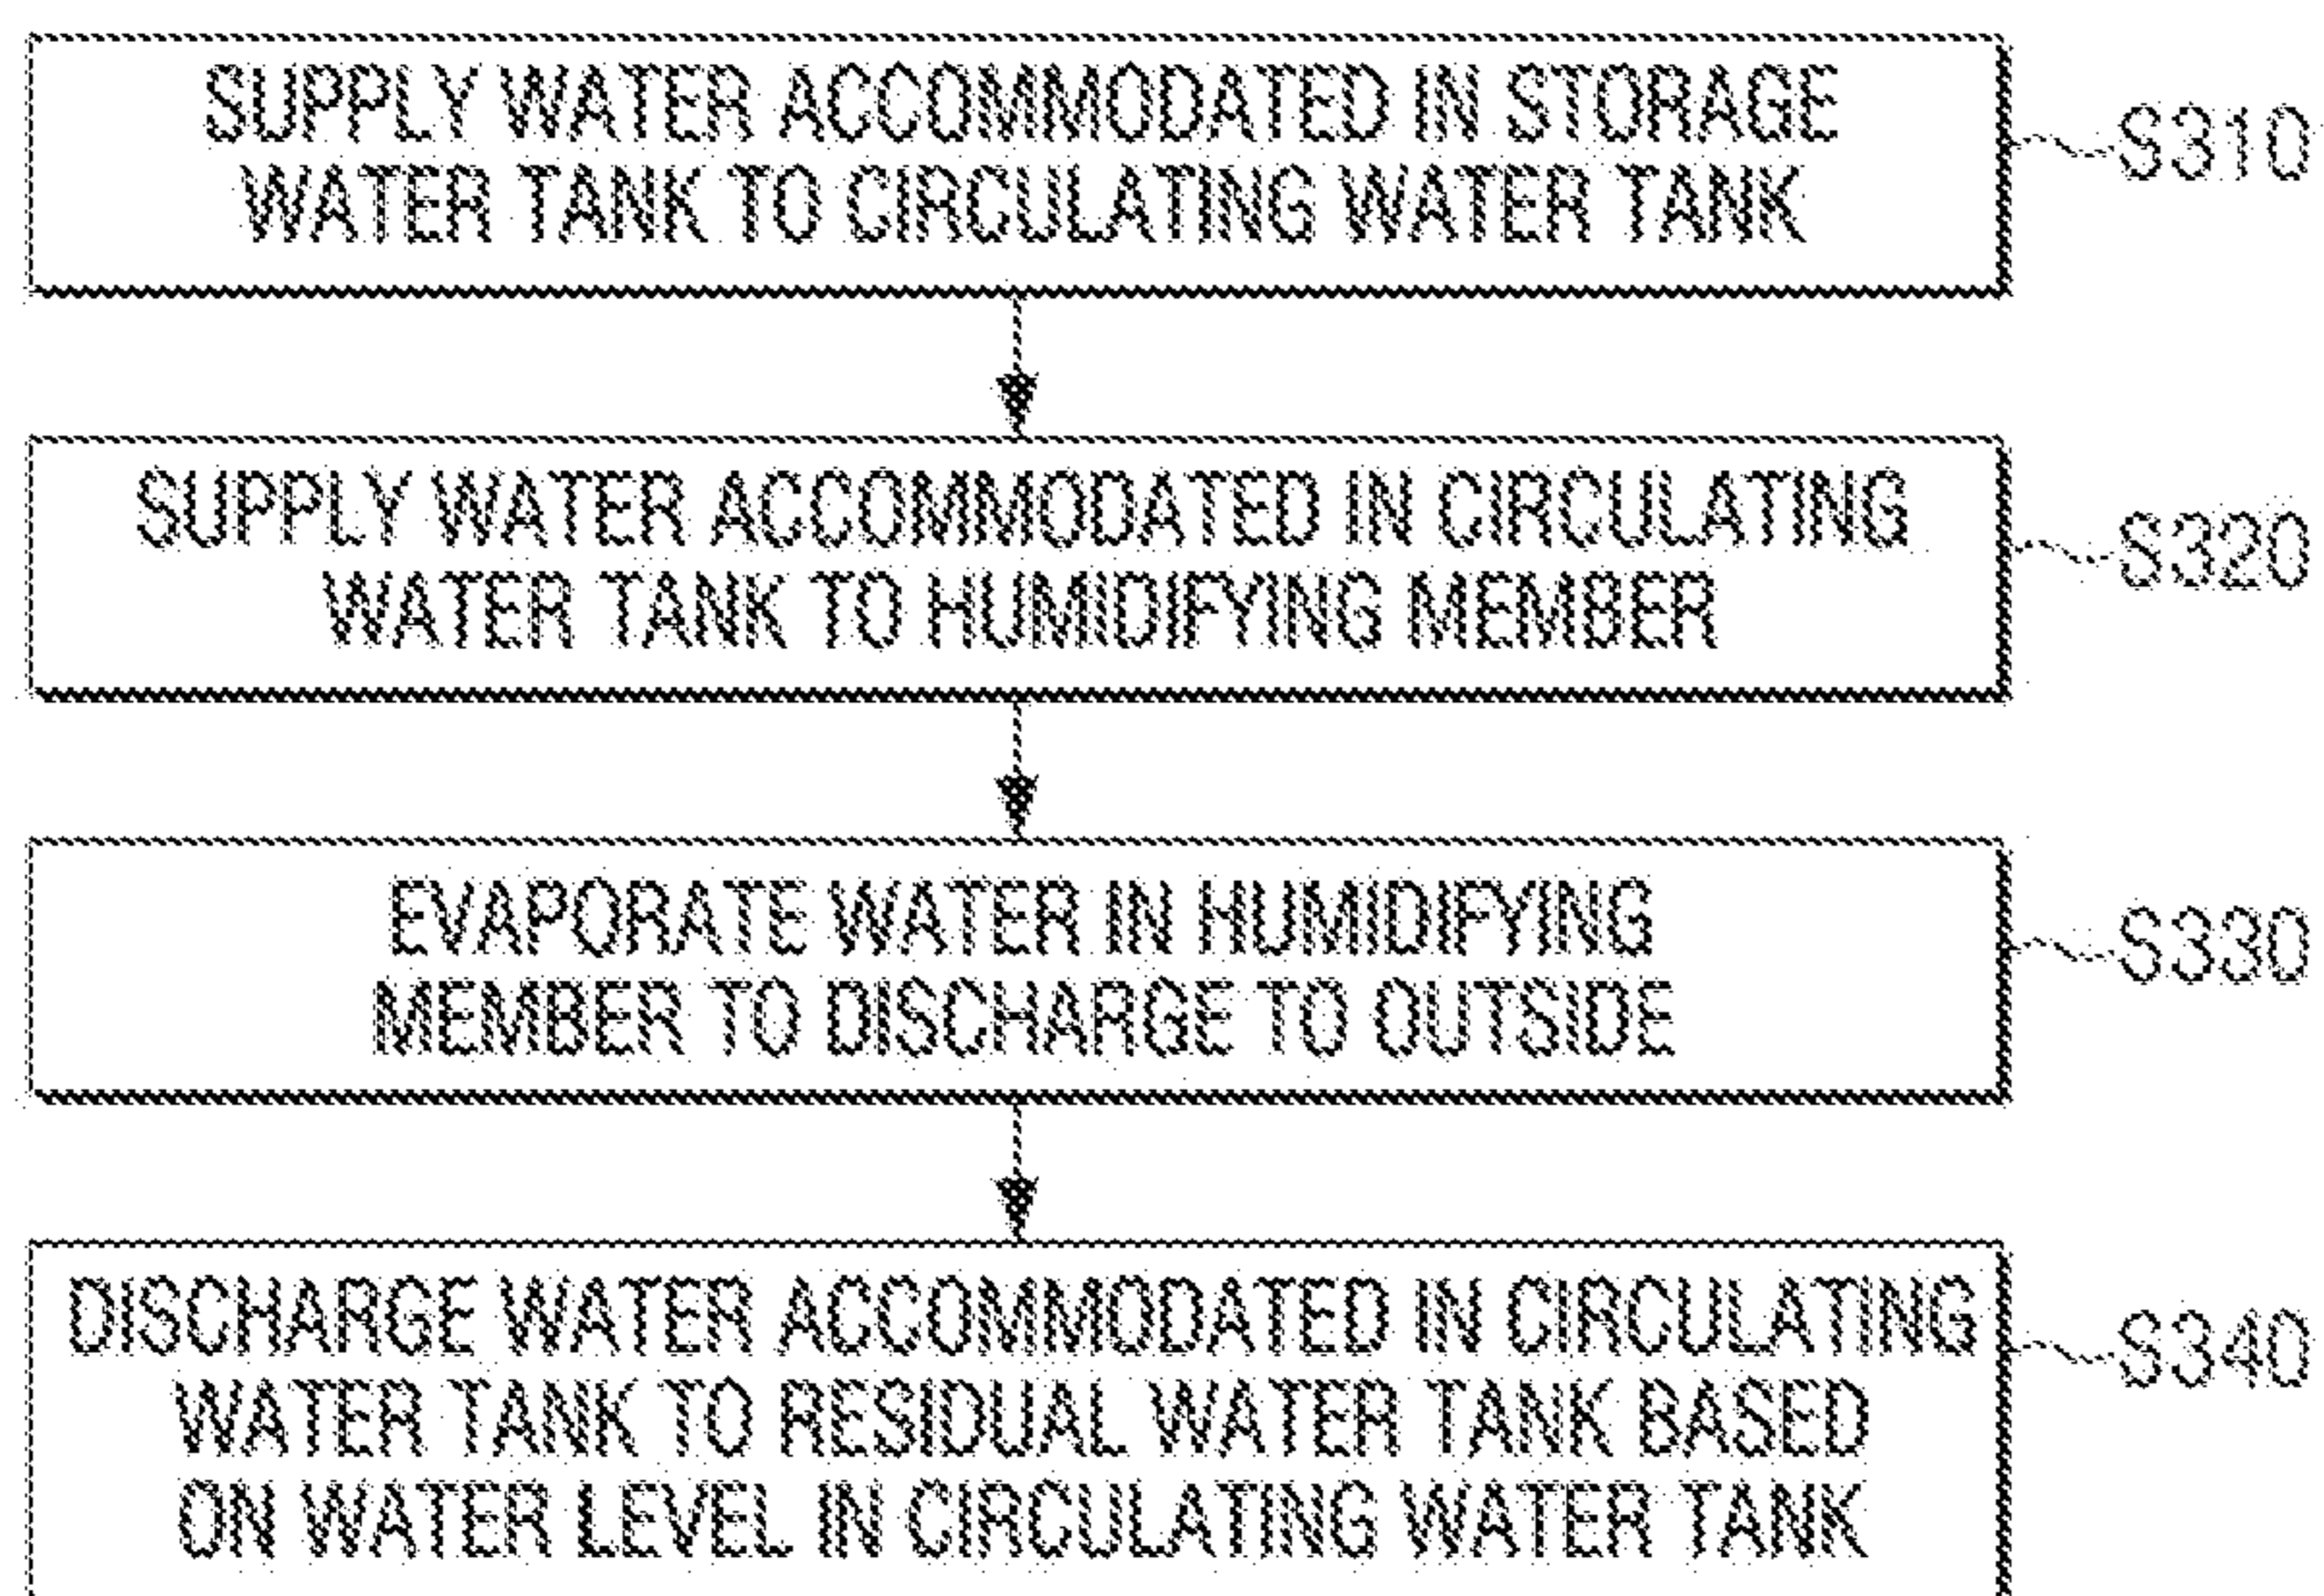 SUPPLY WATER ACCOMMODATED IN STORAGE
WATER TANK TO CIRCULATING WATER TANK
S310
SUPPLY WATER ACCOMMODATED IN CIRCULATING
WATER TANK TO HUMIDIFYING MEMBER
S320
EVAPORATE WATER IN HUMIDIFYING
MEMBER TO DISCHARGE TO OUTSIDE
S330
DISCHARGE WATER ACCOMMODATED IN CIRCULATING
WATER TANK TO RESIDUAL WATER TANK BASED
ON WATER LEVEL IN CIRCULATING WATER TANK
S340